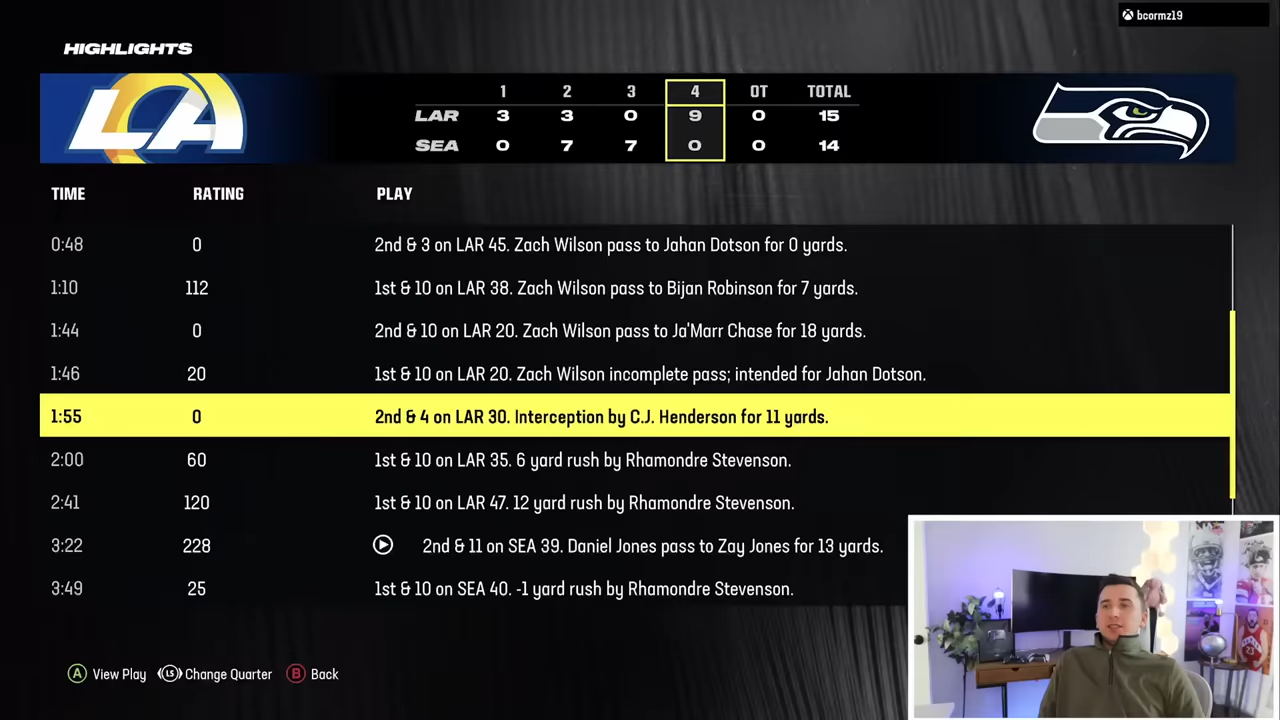 bcormz19
HIGHLIGHTS
LA
1 2 3 4 OT TOTAL
LAR 3 3 0 9 0 15
SEA 0 7 7 0 0 14
TIME RATING PLAY
0:48 0 2nd & 3 on LAR 45. Zach Wilson pass to Jahan Dotson for 0 yards.
1:10 112 1st & 10 on LAR 38. Zach Wilson pass to Bijan Robinson for 7 yards.
1:44 0 2nd & 10 on LAR 20. Zach Wilson pass to Ja'Marr Chase for 18 yards.
1:46 20 1st & 10 on LAR 20. Zach Wilson incomplete pass; intended for Jahan Dotson.
1:55 0 2nd & 4 on LAR 30. Interception by C.J. Henderson for 11 yards.
2:00 60 1st & 10 on LAR 35. 6 yard rush by Rhamondre Stevenson.
2:41 120 1st & 10 on LAR 47. 12 yard rush by Rhamondre Stevenson.
3:22 228 2nd & 11 on SEA 39. Daniel Jones pass to Zay Jones for 13 yards.
3:49 25 1st & 10 on SEA 40. -1 yard rush by Rhamondre Stevenson.
A View Play LS Change Quarter B Back